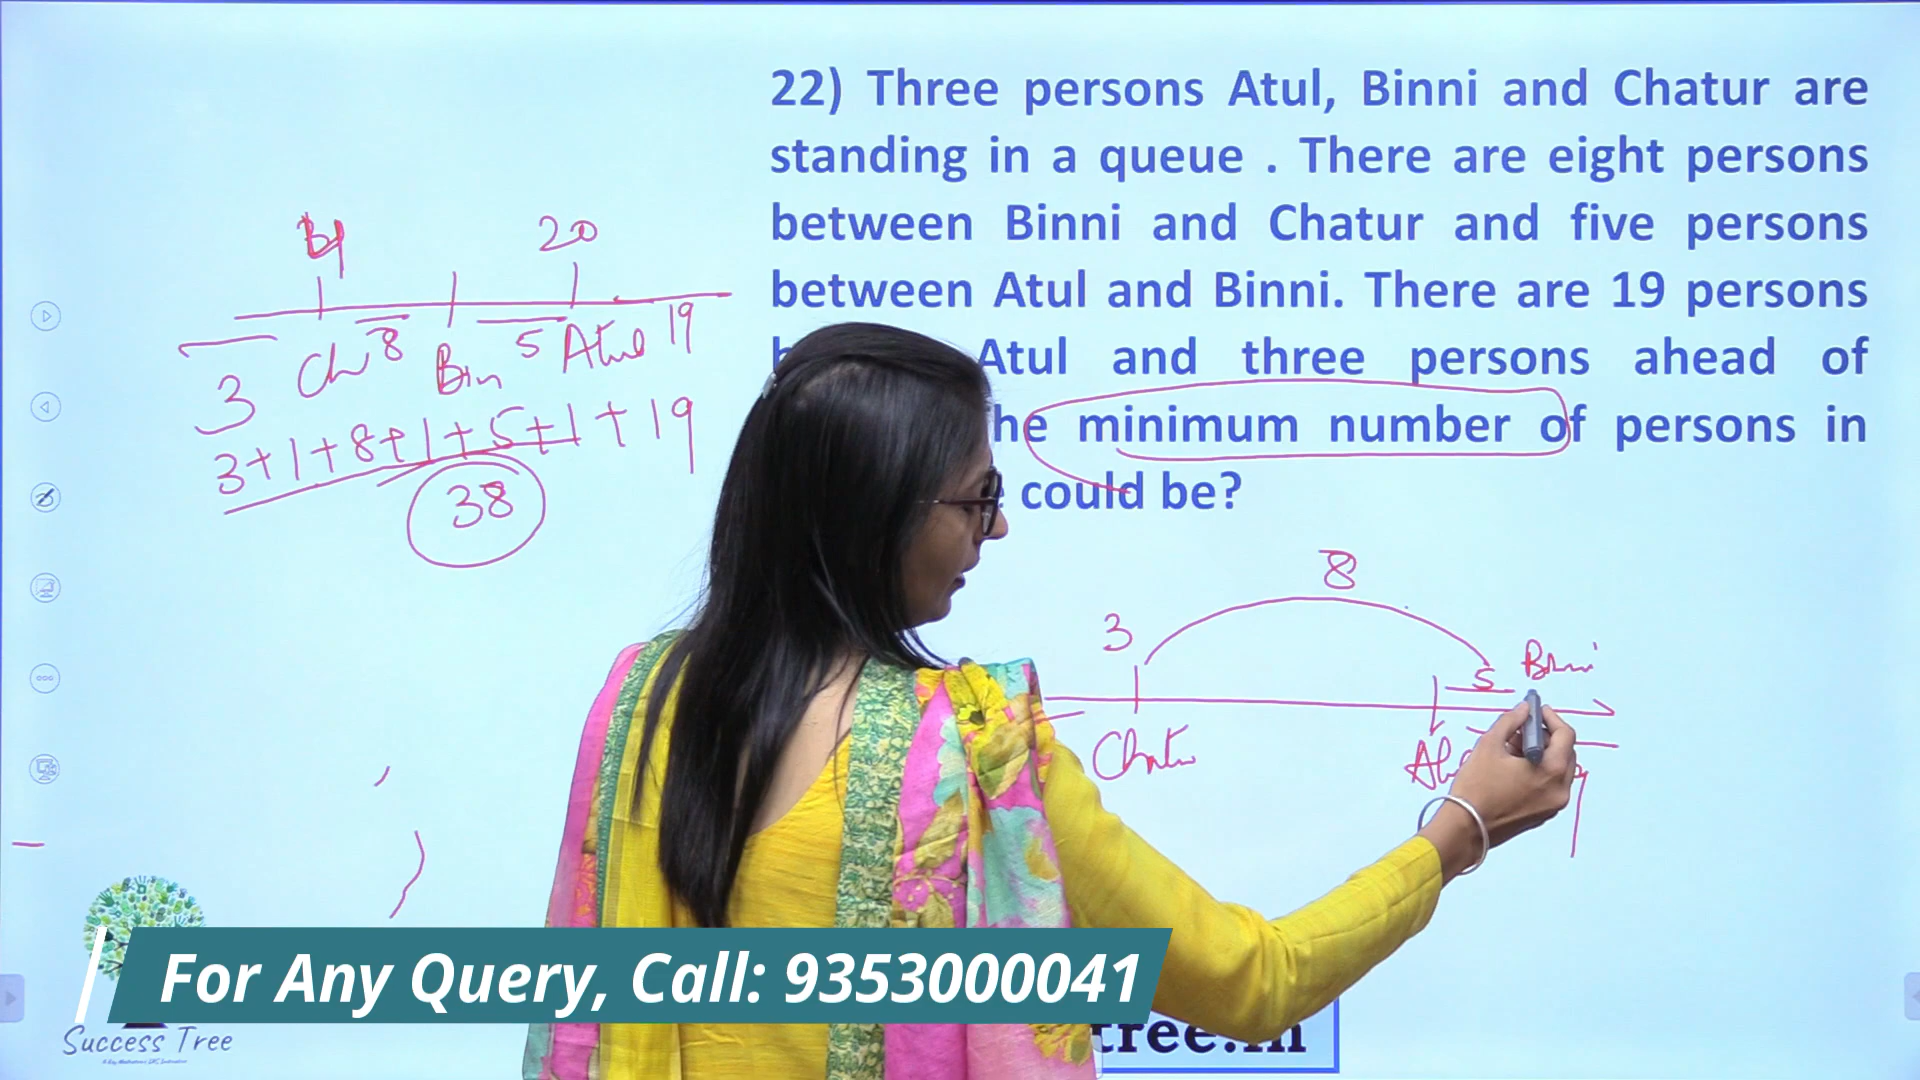 22) Three persons Atul, Binni and Chatur are
standing in a queue . There are eight persons
between Binni and Chatur and five persons
between Atul and Binni. There are 19 persons
Atul and three persons ahead of
he minimum number of persons in
could be?
20
3 Ch 8 Bin 5 Atul 19
3+1+8+1+5+1+19
38
8
3
5 Binni
For Any Query, Call: 9353000041
Success Tree
tree.in